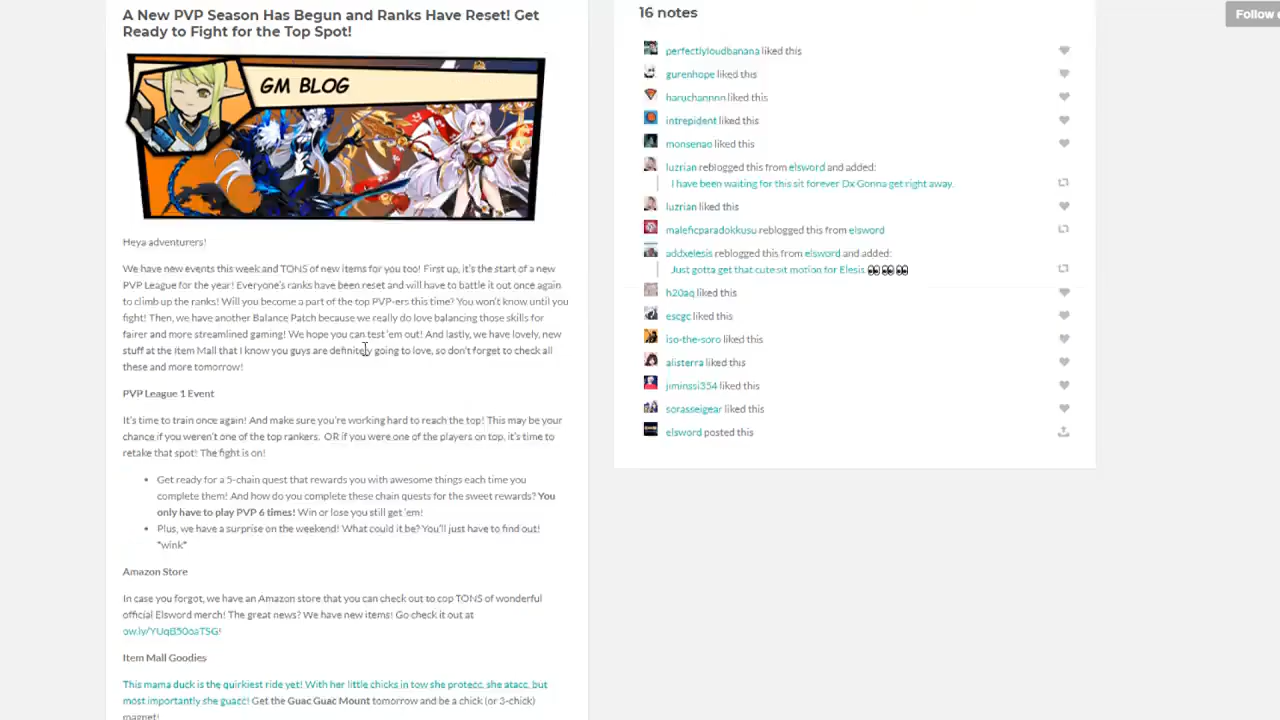 A New PVP Season Has Begun and Ranks Have Reset! Get
Ready to Fight for the Top Spot!
GM BLOG
Heya adventurers!
We have new events this week and TONS of new items for you too! First up, it's the start of a new
PVP League for the year! Everyone's ranks have been reset and will have to battle it out once again
to climb up the ranks! Will you become a part of the top PVP-ers this time? You won't know until you
fight! Then, we have another Balance Patch because we really do love balancing those skills for
fairer and more streamlined gaming! We hope you can test 'em out! And lastly, we have lovely, new
stuff at the Item Mall that I know you guys are definitely going to love, so don't forget to check all
these and more tomorrow!
PVP League 1 Event
It's time to train once again! And make sure you're working hard to reach the top! This may be your
chance if you weren't one of the top rankers. OR if you were one of the players on top, it's time to
retake that spot! The fight is on!
• Get ready for a 5-chain quest that rewards you with awesome things each time you
complete them! And how do you complete these chain quests for the sweet rewards? You
only have to play PVP 6 times! Win or lose you still get 'em!
• Plus, we have a surprise on the weekend! What could it be? You'll just have to find out!
*wink*
Amazon Store
In case you forgot, we have an Amazon store that you can check out to cop TONS of wonderful
official Elsword merch! The great news? We have new items! Go check it out at
ow.ly/YUqB50oaTSG!
Item Mall Goodies
This mama duck is the quirkiest ride yet! With her little chicks in tow she protecc, she atacc, but
most importantly she guacc! Get the Guac Guac Mount tomorrow and be a chick (or 3-chick)
magnet!
16 notes
perfectlyloudbanana liked this
gurenhope liked this
haruchannnn liked this
intrepident liked this
monsenao liked this
luzrian reblogged this from elsword and added:
I have been waiting for this sit forever Dx Gonna get right away.
luzrian liked this
maleficparadokkusu reblogged this from elsword
addxelesis reblogged this from elsword and added:
Just gotta get that cute sit motion for Elesis 👀👀👀
h20aq liked this
escgc liked this
iso-the-soro liked this
alisterra liked this
jiminssi354 liked this
sorasseigear liked this
elsword posted this
Follow